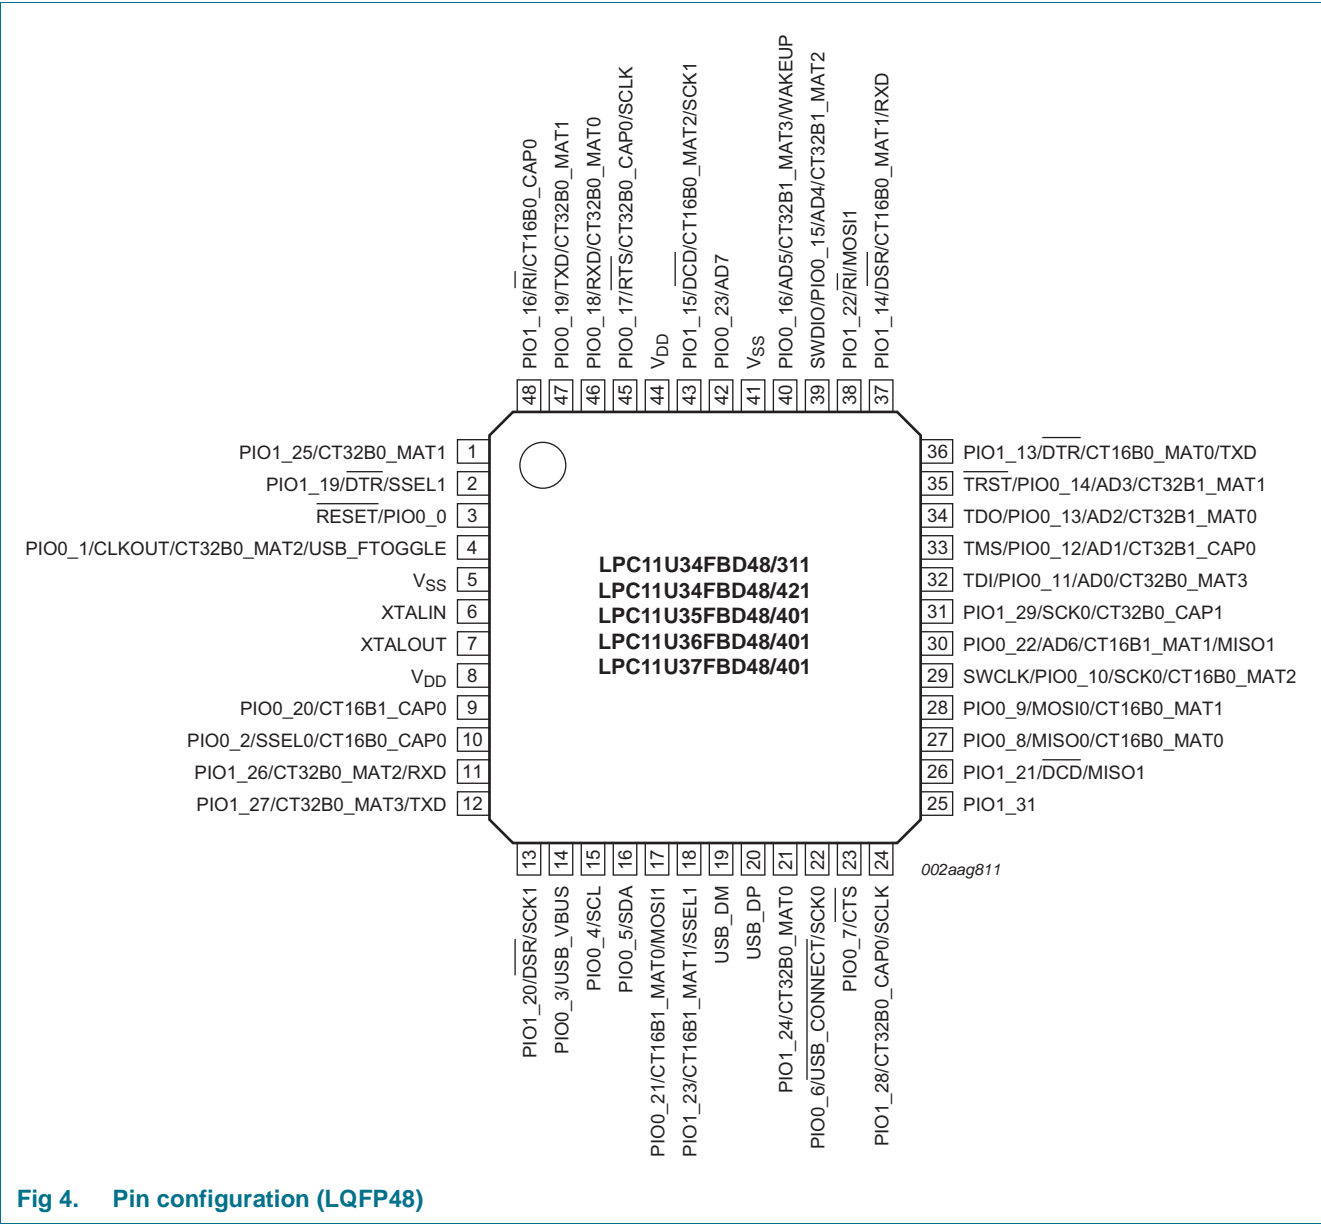 PIO1_16/RI/CT16B0_CAP0
PIO0_19/TXD/CT32B0_MAT1
PIO0_18/RXD/CT32B0_MAT0
PIO0_17/RTS/CT32B0_CAP0/SCLK
VDD
PIO1_15/DCD/CT16B0_MAT2/SCK1
PIO0_23/AD7
VSS
PIO0_16/AD5/CT32B1_MAT3/WAKEUP
SWDIO/PIO0_15/AD4/CT32B1_MAT2
PIO1_22/RI/MOSI1
PIO1_14/DSR/CT16B0_MAT1/RXD
48
47
46
45
44
43
42
41
40
39
38
37
PIO1_25/CT32B0_MAT1 1
PIO1_19/DTR/SSEL1 2
RESET/PIO0_0 3
PIO0_1/CLKOUT/CT32B0_MAT2/USB_FTOGGLE 4
VSS 5
XTALIN 6
XTALOUT 7
VDD 8
PIO0_20/CT16B1_CAP0 9
PIO0_2/SSEL0/CT16B0_CAP0 10
PIO1_26/CT32B0_MAT2/RXD 11
PIO1_27/CT32B0_MAT3/TXD 12
LPC11U34FBD48/311
LPC11U34FBD48/421
LPC11U35FBD48/401
LPC11U36FBD48/401
LPC11U37FBD48/401
36 PIO1_13/DTR/CT16B0_MAT0/TXD
35 TRST/PIO0_14/AD3/CT32B1_MAT1
34 TDO/PIO0_13/AD2/CT32B1_MAT0
33 TMS/PIO0_12/AD1/CT32B1_CAP0
32 TDI/PIO0_11/AD0/CT32B0_MAT3
31 PIO1_29/SCK0/CT32B0_CAP1
30 PIO0_22/AD6/CT16B1_MAT1/MISO1
29 SWCLK/PIO0_10/SCK0/CT16B0_MAT2
28 PIO0_9/MOSI0/CT16B0_MAT1
27 PIO0_8/MISO0/CT16B0_MAT0
26 PIO1_21/DCD/MISO1
25 PIO1_31
13
14
15
16
17
18
19
20
21
22
23
24
PIO1_20/DSR/SCK1
PIO0_3/USB_VBUS
PIO0_4/SCL
PIO0_5/SDA
PIO0_21/CT16B1_MAT0/MOSI1
PIO1_23/CT16B1_MAT1/SSEL1
USB_DM
USB_DP
PIO1_24/CT32B0_MAT0
PIO0_6/USB_CONNECT/SCK0
PIO0_7/CTS
PIO1_28/CT32B0_CAP0/SCLK
002aag811
Fig 4. Pin configuration (LQFP48)